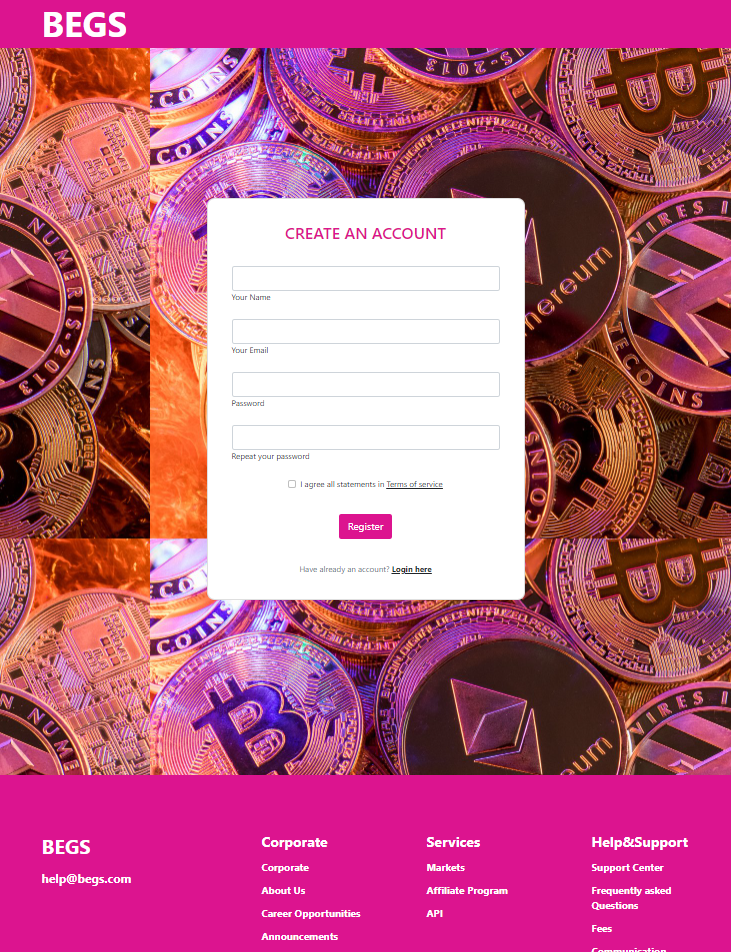 BEGS
CREATE AN ACCOUNT
Your Name
Your Email
Password
Repeat your password
I agree all statements in Terms of service
Register
Have already an account? Login here
BEGS
help@begs.com
Corporate
Corporate
About Us
Career Opportunities
Announcements
Services
Markets
Affiliate Program
API
Help&Support
Support Center
Frequently asked
Questions
Fees
Communication